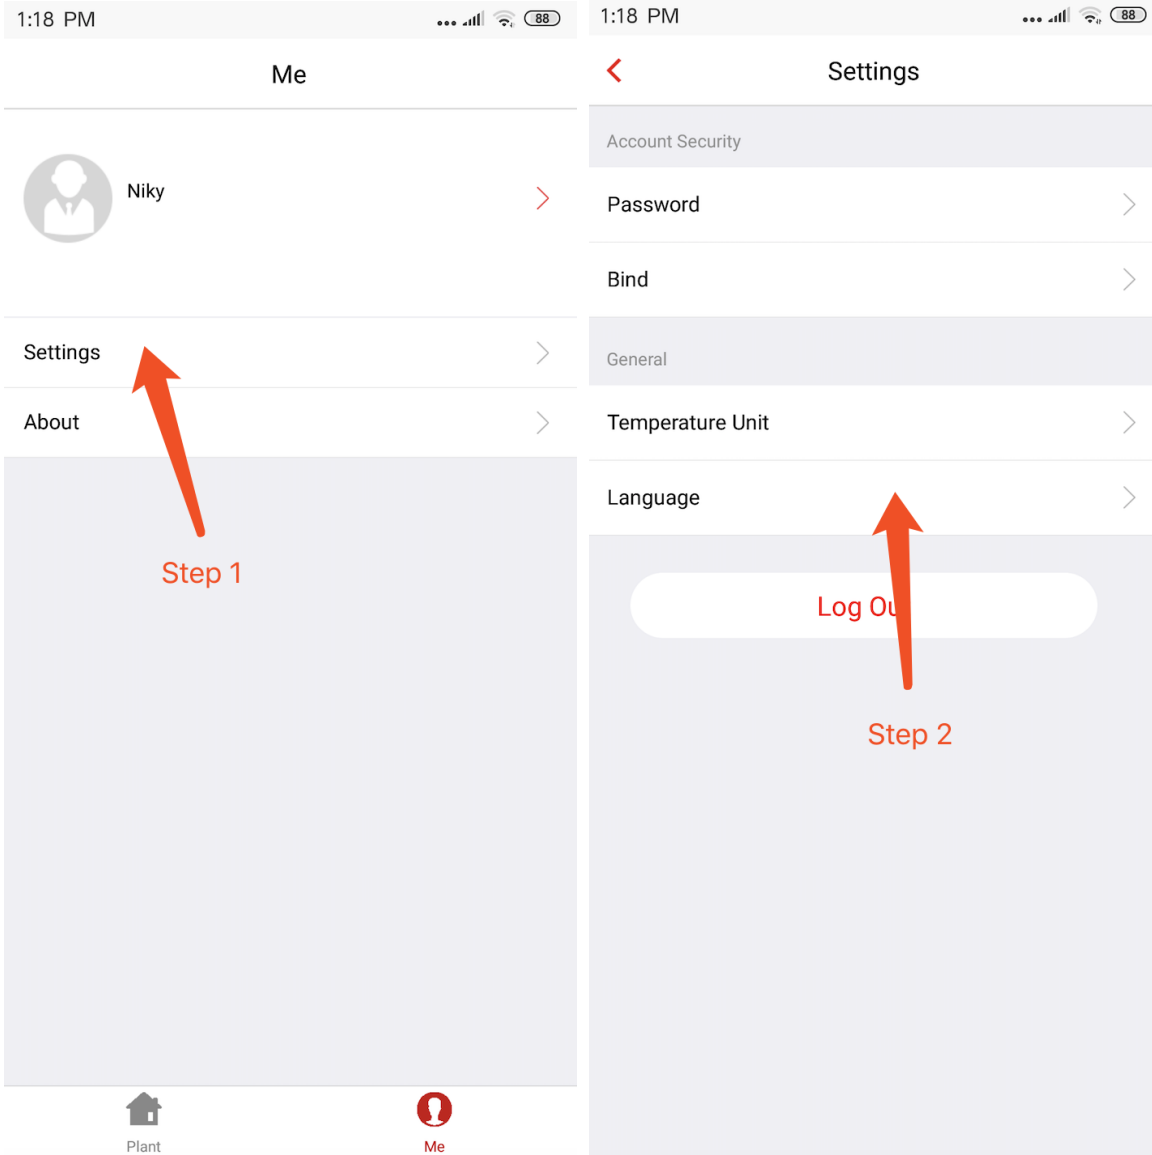 1:18 PM
88
Me
Niky
Settings
About
Step 1
Plant
Me
1:18 PM
88
Settings
Account Security
Password
Bind
General
Temperature Unit
Language
Log Ou
Step 2